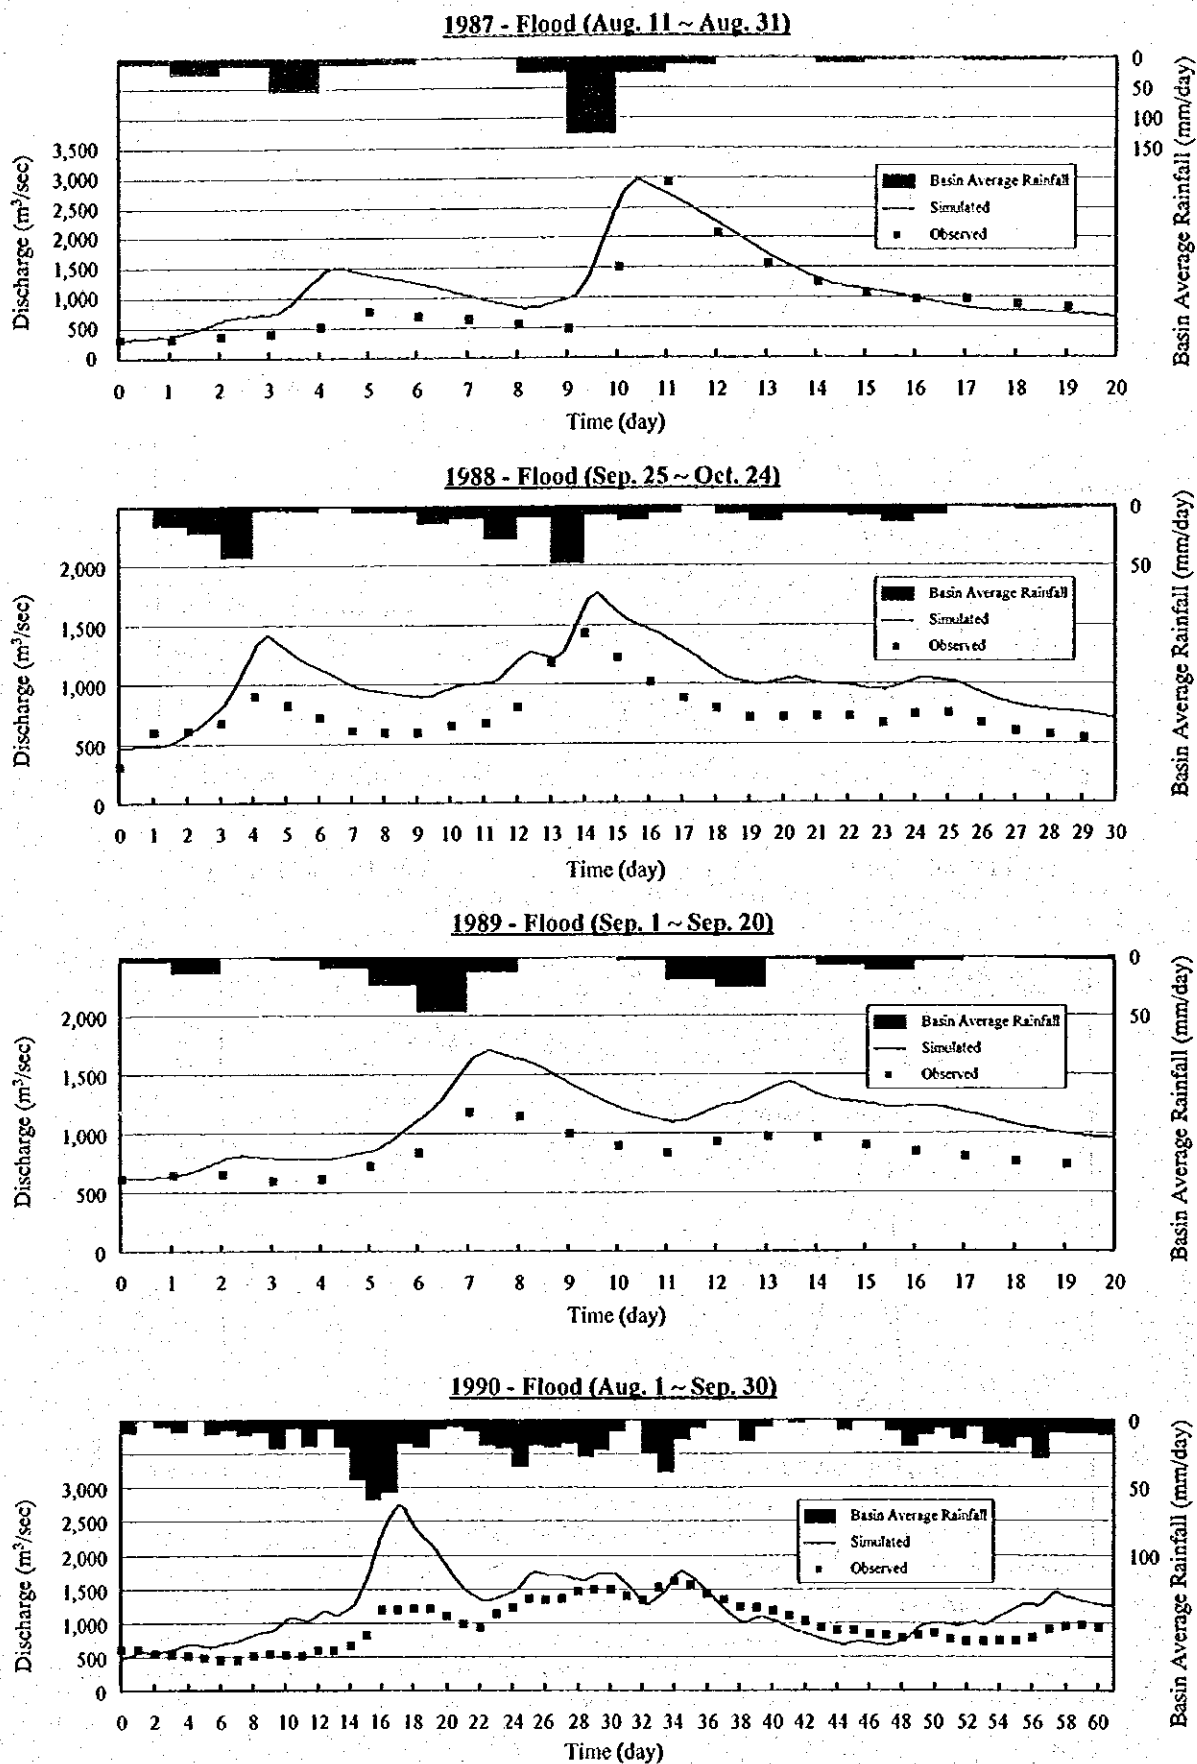 1987 - Flood (Aug. 11 ~ Aug. 31)
0
50
100
150
3,500
3,000
2,500
2,000
1,500
1,000
500
0
Discharge (m³/sec)
Basin Average Rainfall (mm/day)
Basin Average Rainfall
Simulated
Observed
0 1 2 3 4 5 6 7 8 9 10 11 12 13 14 15 16 17 18 19 20
Time (day)
1988 - Flood (Sep. 25 ~ Oct. 24)
0
50
2,000
1,500
1,000
500
0
Discharge (m³/sec)
Basin Average Rainfall (mm/day)
Basin Average Rainfall
Simulated
Observed
0 1 2 3 4 5 6 7 8 9 10 11 12 13 14 15 16 17 18 19 20 21 22 23 24 25 26 27 28 29 30
Time (day)
1989 - Flood (Sep. 1 ~ Sep. 20)
0
50
2,000
1,500
1,000
500
0
Discharge (m³/sec)
Basin Average Rainfall (mm/day)
Basin Average Rainfall
Simulated
Observed
0 1 2 3 4 5 6 7 8 9 10 11 12 13 14 15 16 17 18 19 20
Time (day)
1990 - Flood (Aug. 1 ~ Sep. 30)
0
50
100
3,000
2,500
2,000
1,500
1,000
500
0
Discharge (m³/sec)
Basin Average Rainfall (mm/day)
Basin Average Rainfall
Simulated
Observed
0 2 4 6 8 10 12 14 16 18 20 22 24 26 28 30 32 34 36 38 40 42 44 46 48 50 52 54 56 58 60
Time (day)